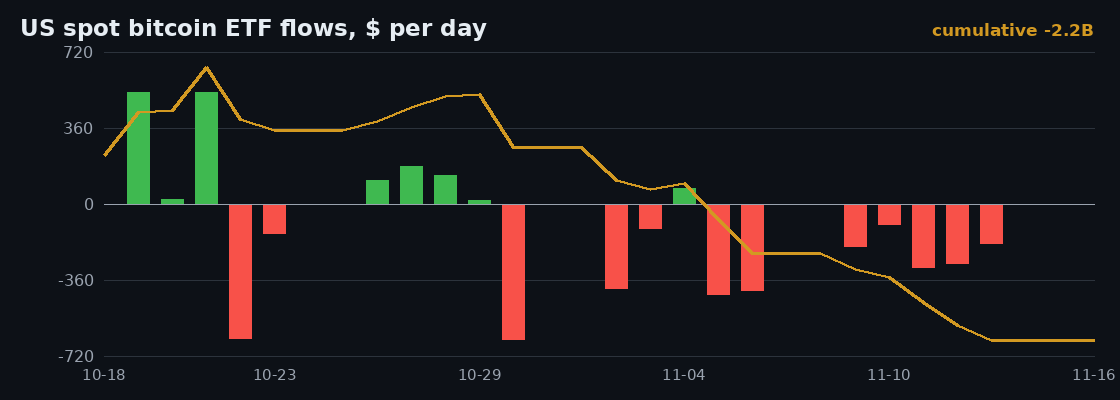 US spot bitcoin ETF flows, $ per day
cumulative -2.2B
720
360
0
-360
-720
10-18 10-23 10-29 11-04 11-10 11-16